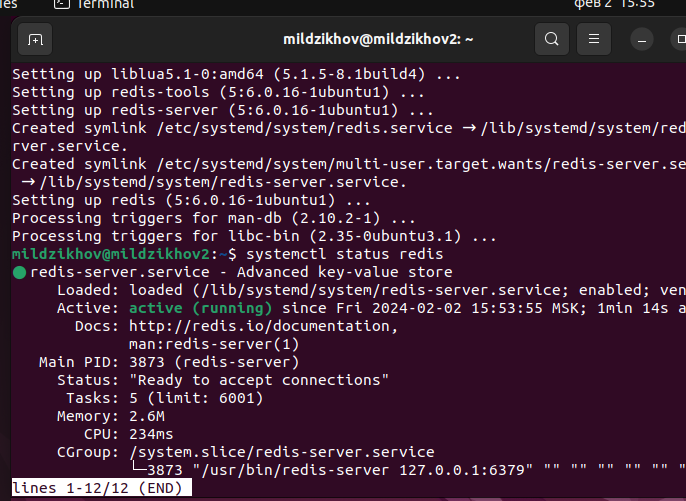 Terminal
фев 2 15:55
mildzikhov@mildzikhov2: ~
Setting up liblua5.1-0:amd64 (5.1.5-8.1build4) ...
Setting up redis-tools (5:6.0.16-1ubuntu1) ...
Setting up redis-server (5:6.0.16-1ubuntu1) ...
Created symlink /etc/systemd/system/redis.service → /lib/systemd/system/red
rver.service.
Created symlink /etc/systemd/system/multi-user.target.wants/redis-server.se
→ /lib/systemd/system/redis-server.service.
Setting up redis (5:6.0.16-1ubuntu1) ...
Processing triggers for man-db (2.10.2-1) ...
Processing triggers for libc-bin (2.35-0ubuntu3.1) ...
mildzikhov@mildzikhov2:~$ systemctl status redis
● redis-server.service - Advanced key-value store
Loaded: loaded (/lib/systemd/system/redis-server.service; enabled; ven
Active: active (running) since Fri 2024-02-02 15:53:55 MSK; 1min 14s a
Docs: http://redis.io/documentation,
man:redis-server(1)
Main PID: 3873 (redis-server)
Status: "Ready to accept connections"
Tasks: 5 (limit: 6001)
Memory: 2.6M
CPU: 234ms
CGroup: /system.slice/redis-server.service
└─3873 "/usr/bin/redis-server 127.0.0.1:6379" "" "" "" "" "" "
lines 1-12/12 (END)